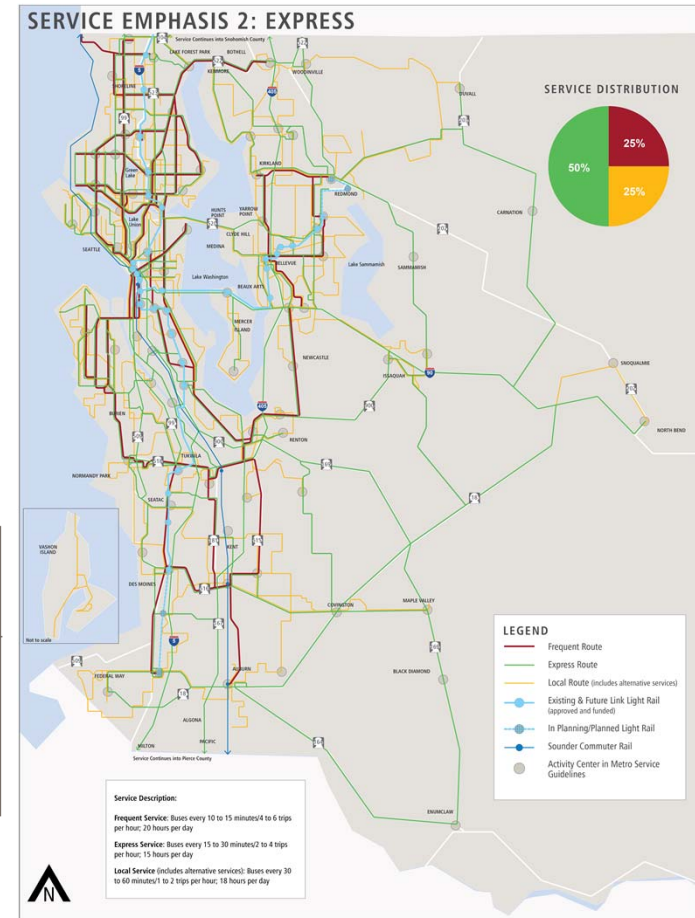 SERVICE EMPHASIS 2: EXPRESS
Service Continues into Snohomish County
LAKE FOREST PARK
BOTHELL
KENMORE
WOODINVILLE
SHORELINE
DUVALL
SERVICE DISTRIBUTION
50%
25%
25%
Green
Lake
KIRKLAND
REDMOND
HUNTS
POINT
YARROW
POINT
CARNATION
Lake
Union
CLYDE HILL
SEATTLE
MEDINA
BELLEVUE
Lake Sammamish
SAMMAMISH
Lake Washington
BEAUX ARTS
MERCER
ISLAND
NEWCASTLE
ISSAQUAH
90
SNOQUALMIE
NORTH BEND
405
405
5
BURIEN
RENTON
TUKWILA
NORMANDY PARK
SEATAC
18
VASHON
ISLAND
Not to scale
KENT
DES MOINES
COVINGTON
MAPLE VALLEY
5
FEDERAL WAY
AUBURN
BLACK DIAMOND
18
ALGONA
PACIFIC
MILTON
Service Continues into Pierce County
ENUMCLAW
LEGEND
Frequent Route
Express Route
Local Route (includes alternative services)
Existing & Future Link Light Rail
(approved and funded)
In Planning/Planned Light Rail
Sounder Commuter Rail
Activity Center in Metro Service
Guidelines
Service Description:
Frequent Service: Buses every 10 to 15 minutes/4 to 6 trips
per hour; 20 hours per day
Express Service: Buses every 15 to 30 minutes/2 to 4 trips
per hour; 15 hours per day
Local Service (includes alternative services): Buses every 30
to 60 minutes/1 to 2 trips per hour; 18 hours per day
N